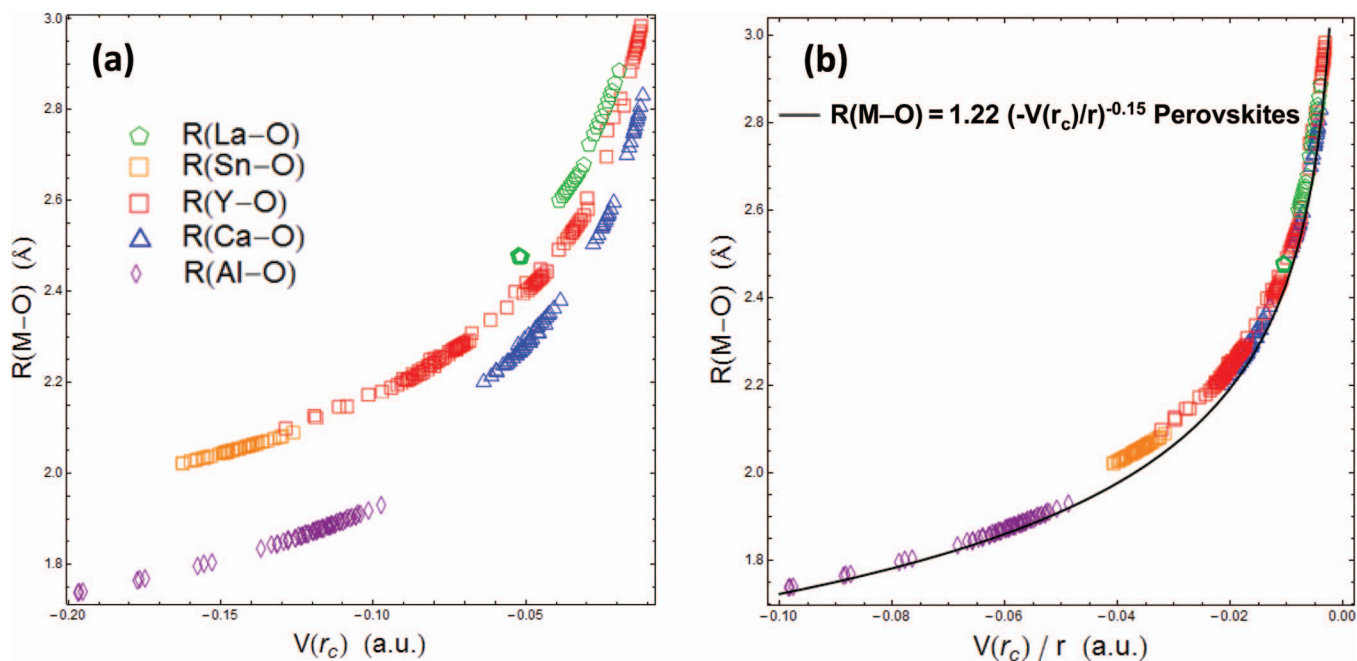 (a)
R(La–O)
R(Sn–O)
R(Y–O)
R(Ca–O)
R(Al–O)
R(M–O) (Å)
3.0
2.8
2.6
2.4
2.2
2.0
1.8
−0.20
−0.15
−0.10
−0.05
V(rc) (a.u.)
(b)
R(M–O) = 1.22 (-V(rc)/r)-0.15 Perovskites
R(M–O) (Å)
3.0
2.8
2.6
2.4
2.2
2.0
1.8
−0.10
−0.08
−0.06
−0.04
−0.02
0.00
V(rc) / r (a.u.)